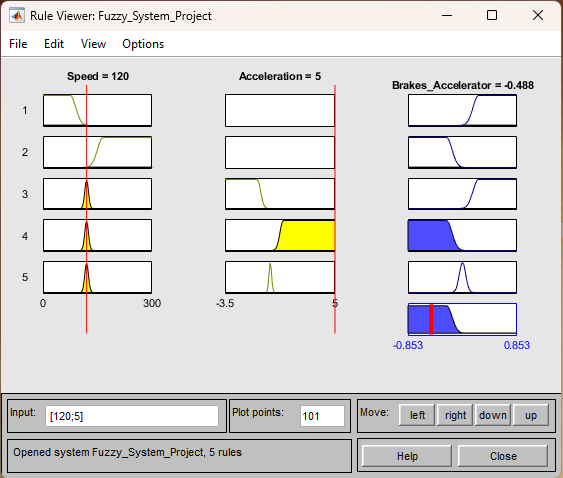 Rule Viewer: Fuzzy_System_Project
File Edit View Options
Speed = 120 Acceleration = 5 Brakes_Accelerator = -0.488
1
2
3
4
5
0 300 -3.5 5
-0.853 0.853
Input: [120;5] Plot points: 101 Move: left right down up
Opened system Fuzzy_System_Project, 5 rules Help Close